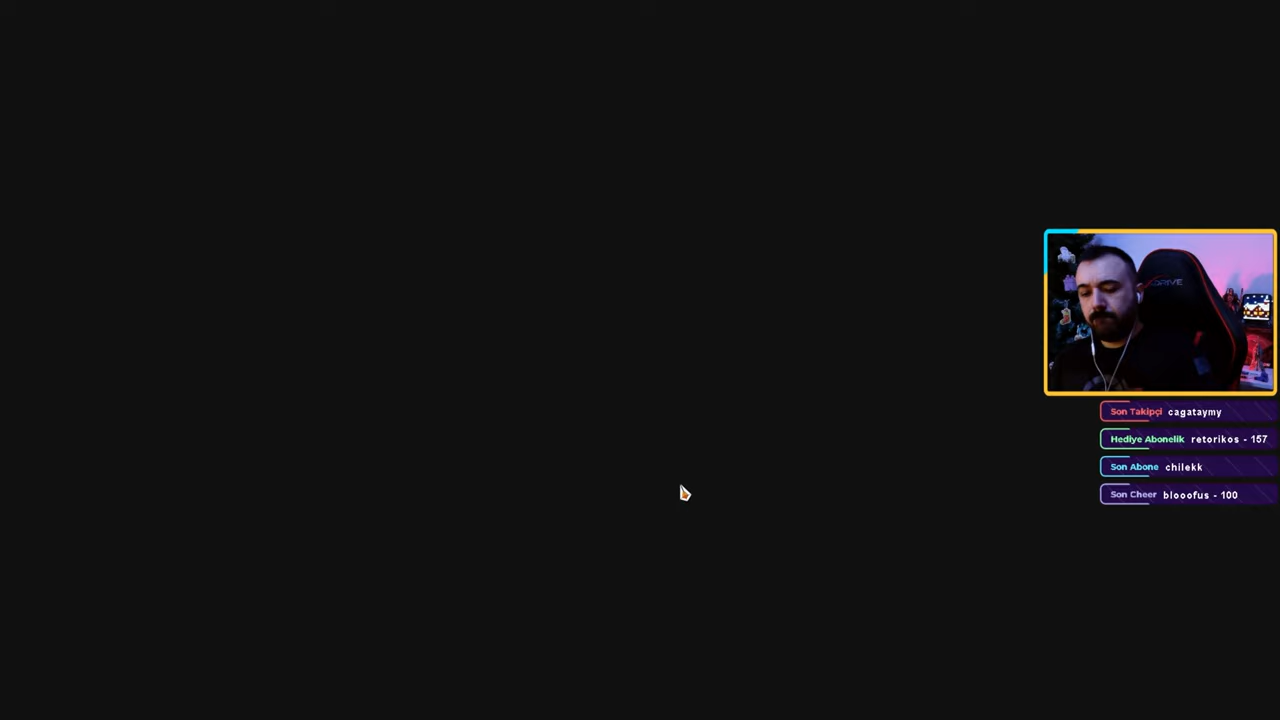 Son Takipçi cagataymy
Hediye Abonelik retorikos - 157
Son Abone chilekk
Son Cheer blooofus - 100